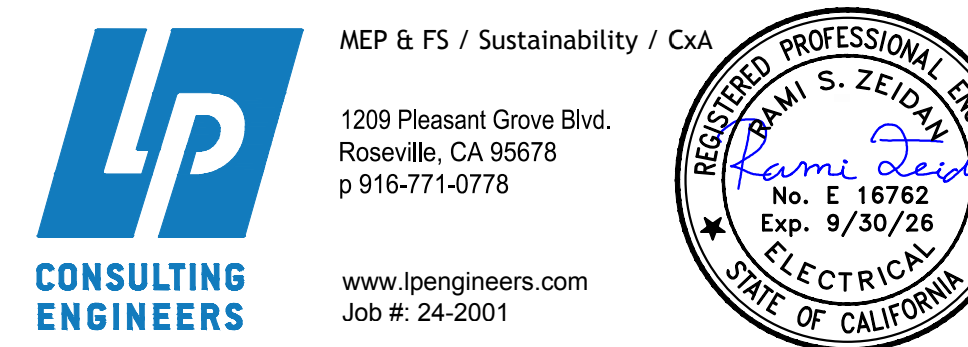 LP
CONSULTING
ENGINEERS
MEP & FS / Sustainability / CxA
1209 Pleasant Grove Blvd.
Roseville, CA 95678
p 916-771-0778
www.lpengineers.com
Job #: 24-2001
REGISTERED PROFESSIONAL
RAMI S. ZEIDAN
Rami
No. E 16762
Exp. 9/30/26
ELECTRICAL
STATE OF CALIFORNIA